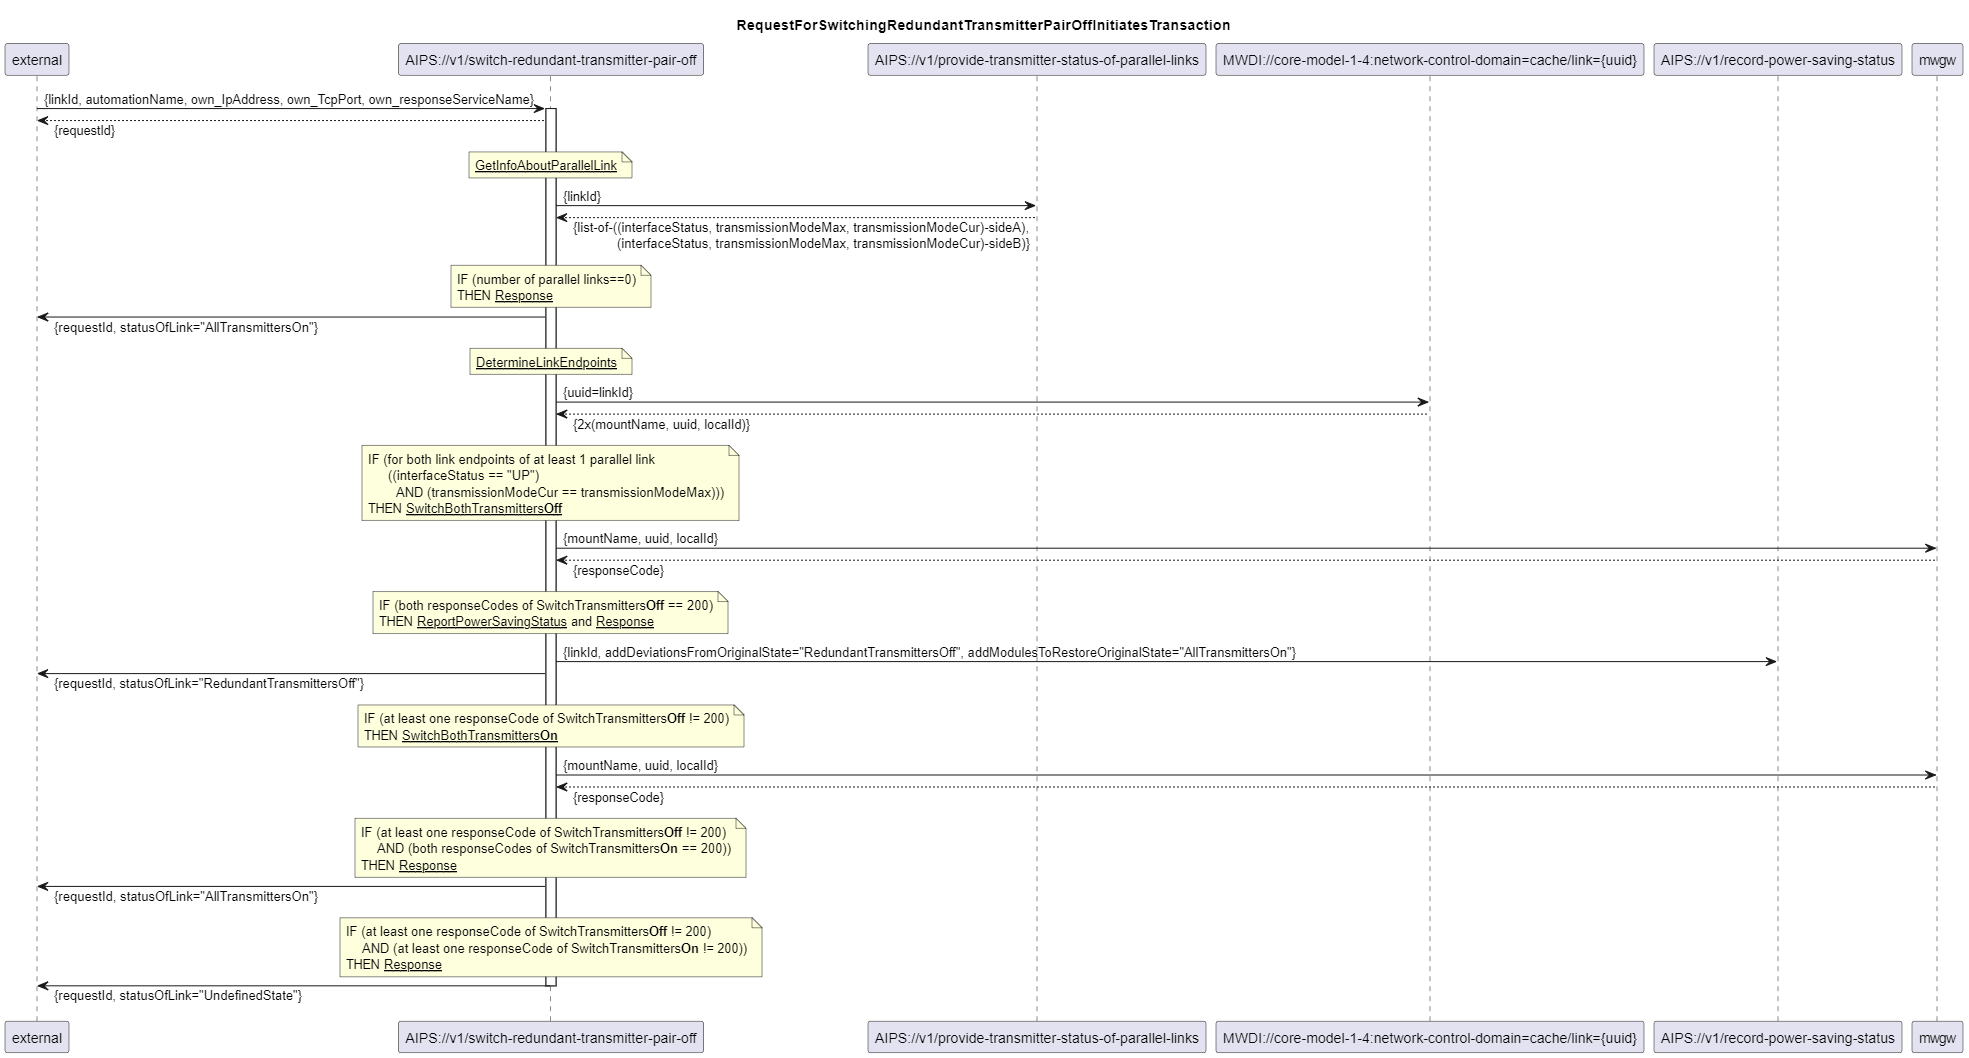 RequestForSwitchingRedundantTransmitterPairOffInitiatesTransaction
external
AIPS://v1/switch-redundant-transmitter-pair-off
AIPS://v1/provide-transmitter-status-of-parallel-links
MWDI://core-model-1-4:network-control-domain=cache/link={uuid}
AIPS://v1/record-power-saving-status
mwgw
{linkId, automationName, own_IpAddress, own_TcpPort, own_responseServiceName}
{requestId}
GetInfoAboutParallelLink
{linkId}
{list-of-((interfaceStatus, transmissionModeMax, transmissionModeCur)-sideA),
(interfaceStatus, transmissionModeMax, transmissionModeCur)-sideB)}
IF (number of parallel links==0)
THEN Response
{requestId, statusOfLink="AllTransmittersOn"}
DetermineLinkEndpoints
{uuid=linkId}
{2x(mountName, uuid, localId)}
IF (for both link endpoints of at least 1 parallel link
((interfaceStatus == "UP")
AND (transmissionModeCur == transmissionModeMax)))
THEN SwitchBothTransmittersOff
{mountName, uuid, localId}
{responseCode}
IF (both responseCodes of SwitchTransmittersOff == 200)
THEN ReportPowerSavingStatus and Response
{linkId, addDeviationsFromOriginalState="RedundantTransmittersOff", addModulesToRestoreOriginalState="AllTransmittersOn"}
{requestId, statusOfLink="RedundantTransmittersOff"}
IF (at least one responseCode of SwitchTransmittersOff != 200)
THEN SwitchBothTransmittersOn
{mountName, uuid, localId}
{responseCode}
IF (at least one responseCode of SwitchTransmittersOff != 200)
AND (both responseCodes of SwitchTransmittersOn == 200))
THEN Response
{requestId, statusOfLink="AllTransmittersOn"}
IF (at least one responseCode of SwitchTransmittersOff != 200)
AND (at least one responseCode of SwitchTransmittersOn != 200))
THEN Response
{requestId, statusOfLink="UndefinedState"}
external
AIPS://v1/switch-redundant-transmitter-pair-off
AIPS://v1/provide-transmitter-status-of-parallel-links
MWDI://core-model-1-4:network-control-domain=cache/link={uuid}
AIPS://v1/record-power-saving-status
mwgw